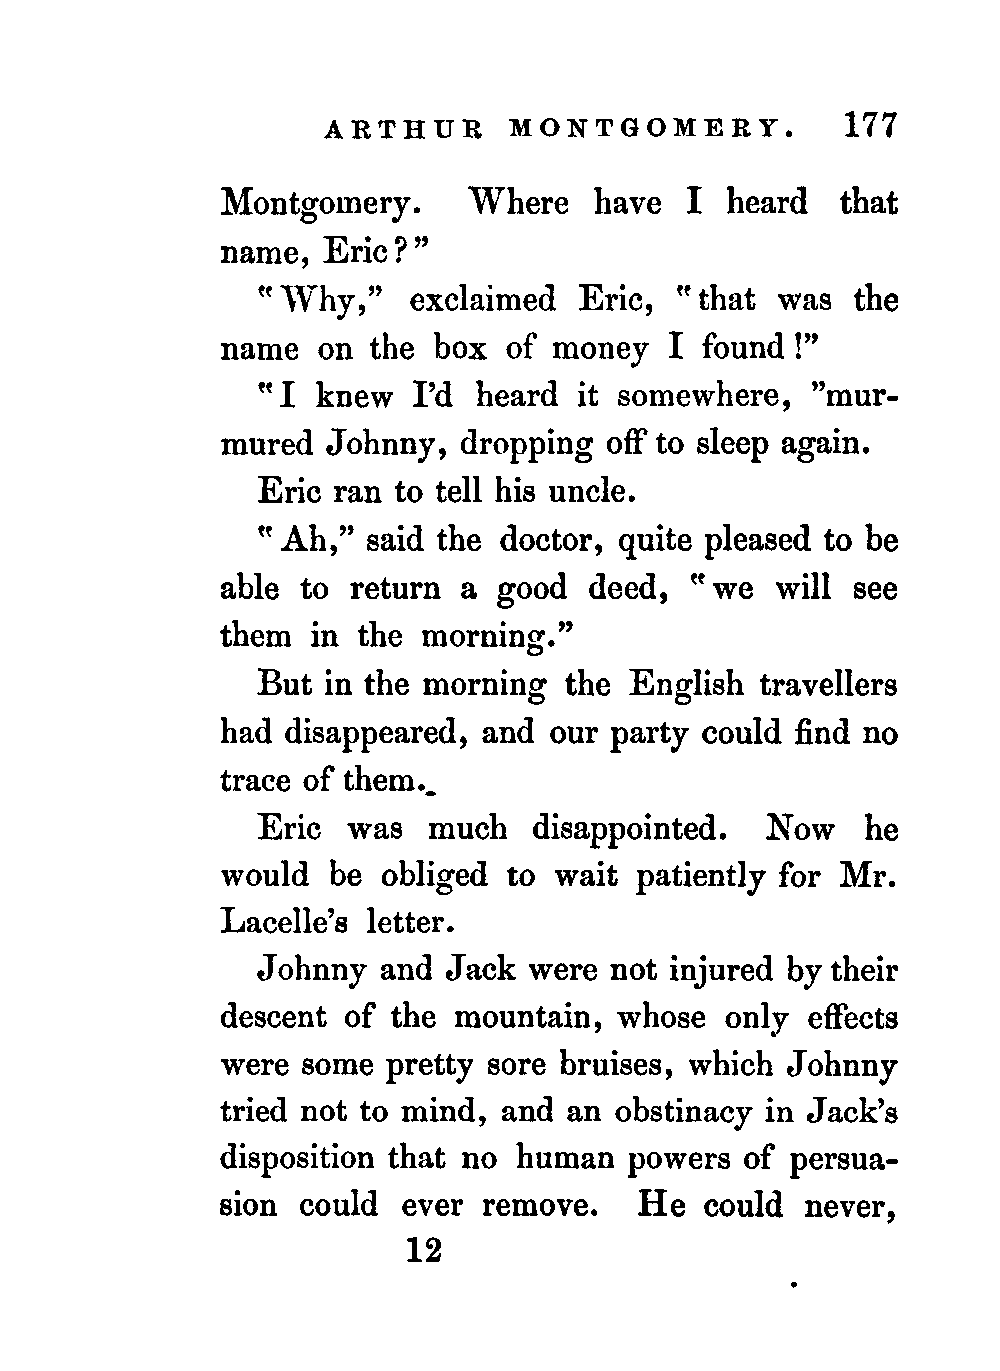 ARTHUR MONTGOMERY. 177
Montgomery. Where have I heard that
name, Eric?”
“Why,” exclaimed Eric, “that was the
name on the box of money I found!”
“I knew I’d heard it somewhere, ”mur-
mured Johnny, dropping off to sleep again.
Eric ran to tell his uncle.
“Ah,” said the doctor, quite pleased to be
able to return a good deed, “we will see
them in the morning.”
But in the morning the English travellers
had disappeared, and our party could find no
trace of them.
Eric was much disappointed. Now he
would be obliged to wait patiently for Mr.
Lacelle’s letter.
Johnny and Jack were not injured by their
descent of the mountain, whose only effects
were some pretty sore bruises, which Johnny
tried not to mind, and an obstinacy in Jack’s
disposition that no human powers of persua-
sion could ever remove. He could never,
12